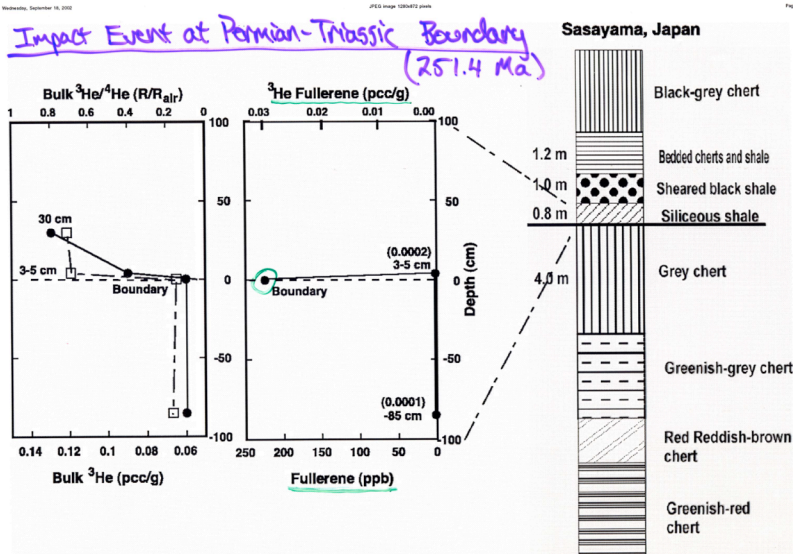 Wednesday, September 18, 2002
JPEG image 1280x872 pixels
Impact Event at Permian-Triassic Boundary
(251.4 Ma)
Bulk ³He/⁴He (R/Rair)
1 0.8 0.6 0.4 0.2 0
100
50
0
-50
-100
30 cm
3-5 cm
Boundary
0.14 0.12 0.1 0.08 0.06
Bulk ³He (pcc/g)
³He Fullerene (pcc/g)
0.03 0.02 0.01 0.00
100
50
0
-50
-100
Depth (cm)
(0.0002)
3-5 cm
Boundary
(0.0001)
-85 cm
250 200 150 100 50 0
Fullerene (ppb)
Sasayama, Japan
Black-grey chert
1.2 m Bedded cherts and shale
1.0 m Sheared black shale
0.8 m Siliceous shale
4.0 m Grey chert
Greenish-grey chert
Red Reddish-brown
chert
Greenish-red
chert